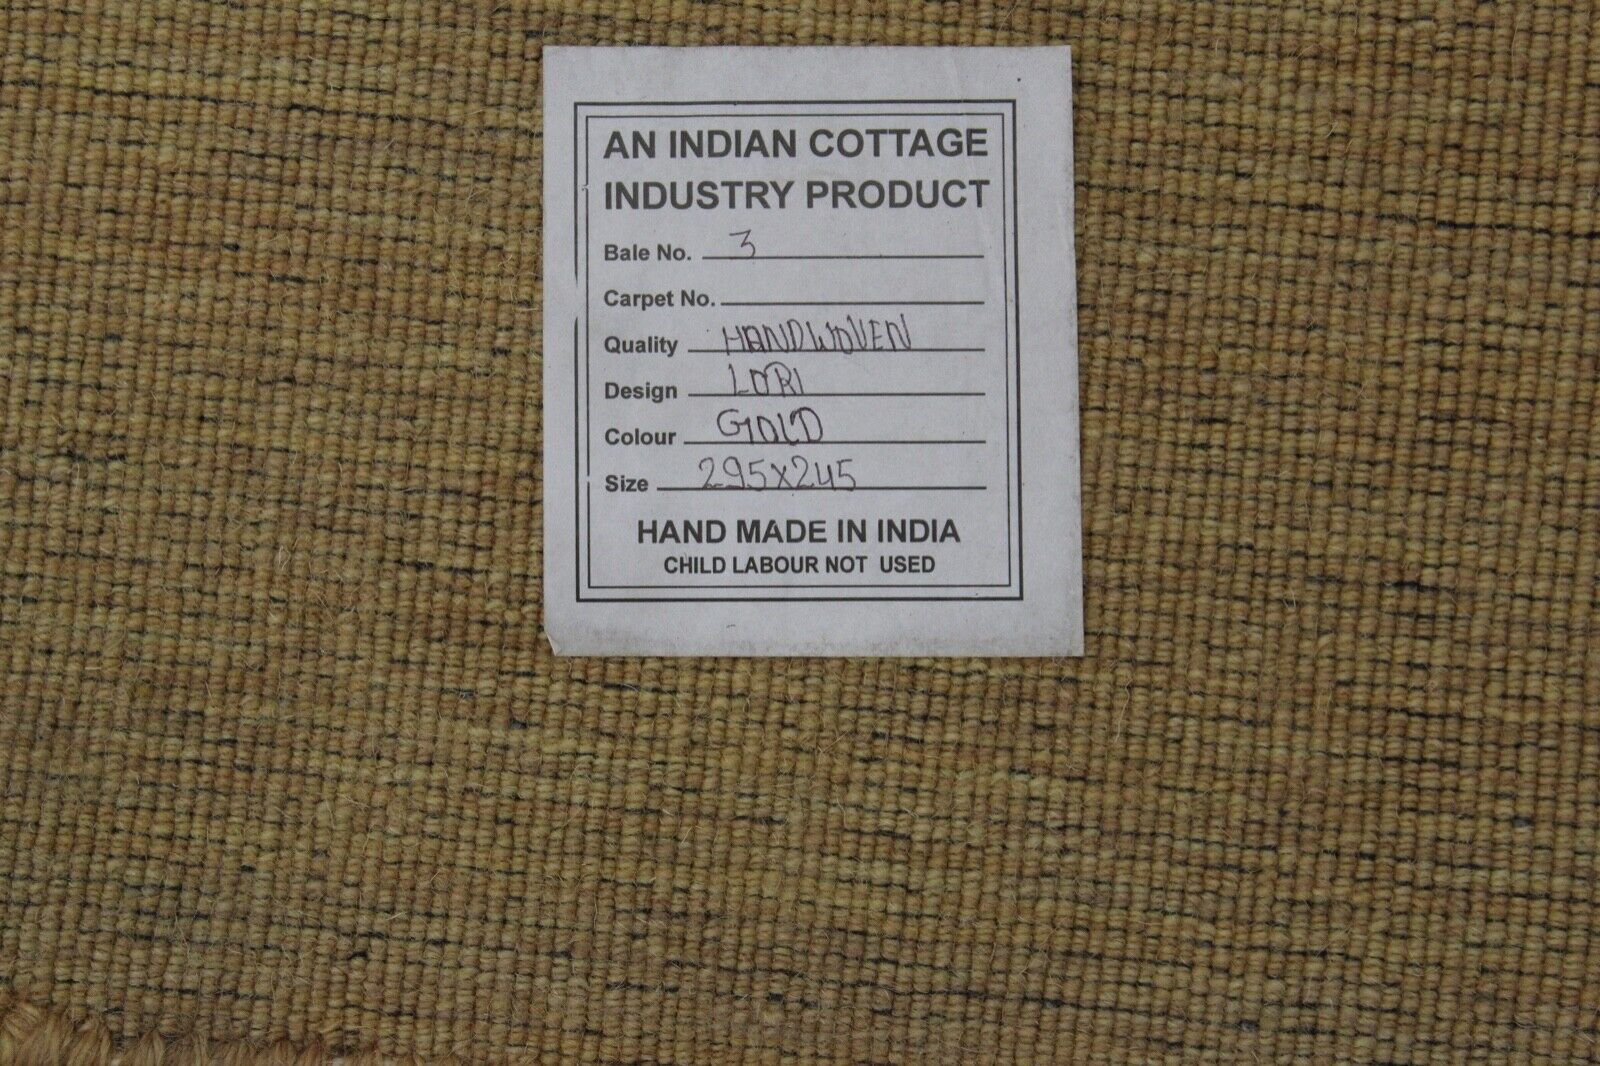 AN INDIAN COTTAGE
INDUSTRY PRODUCT
Bale No. 3
Carpet No.
Quality HANDWOVEN
Design LORI
Colour GOLD
Size 295x245
HAND MADE IN INDIA
CHILD LABOUR NOT USED